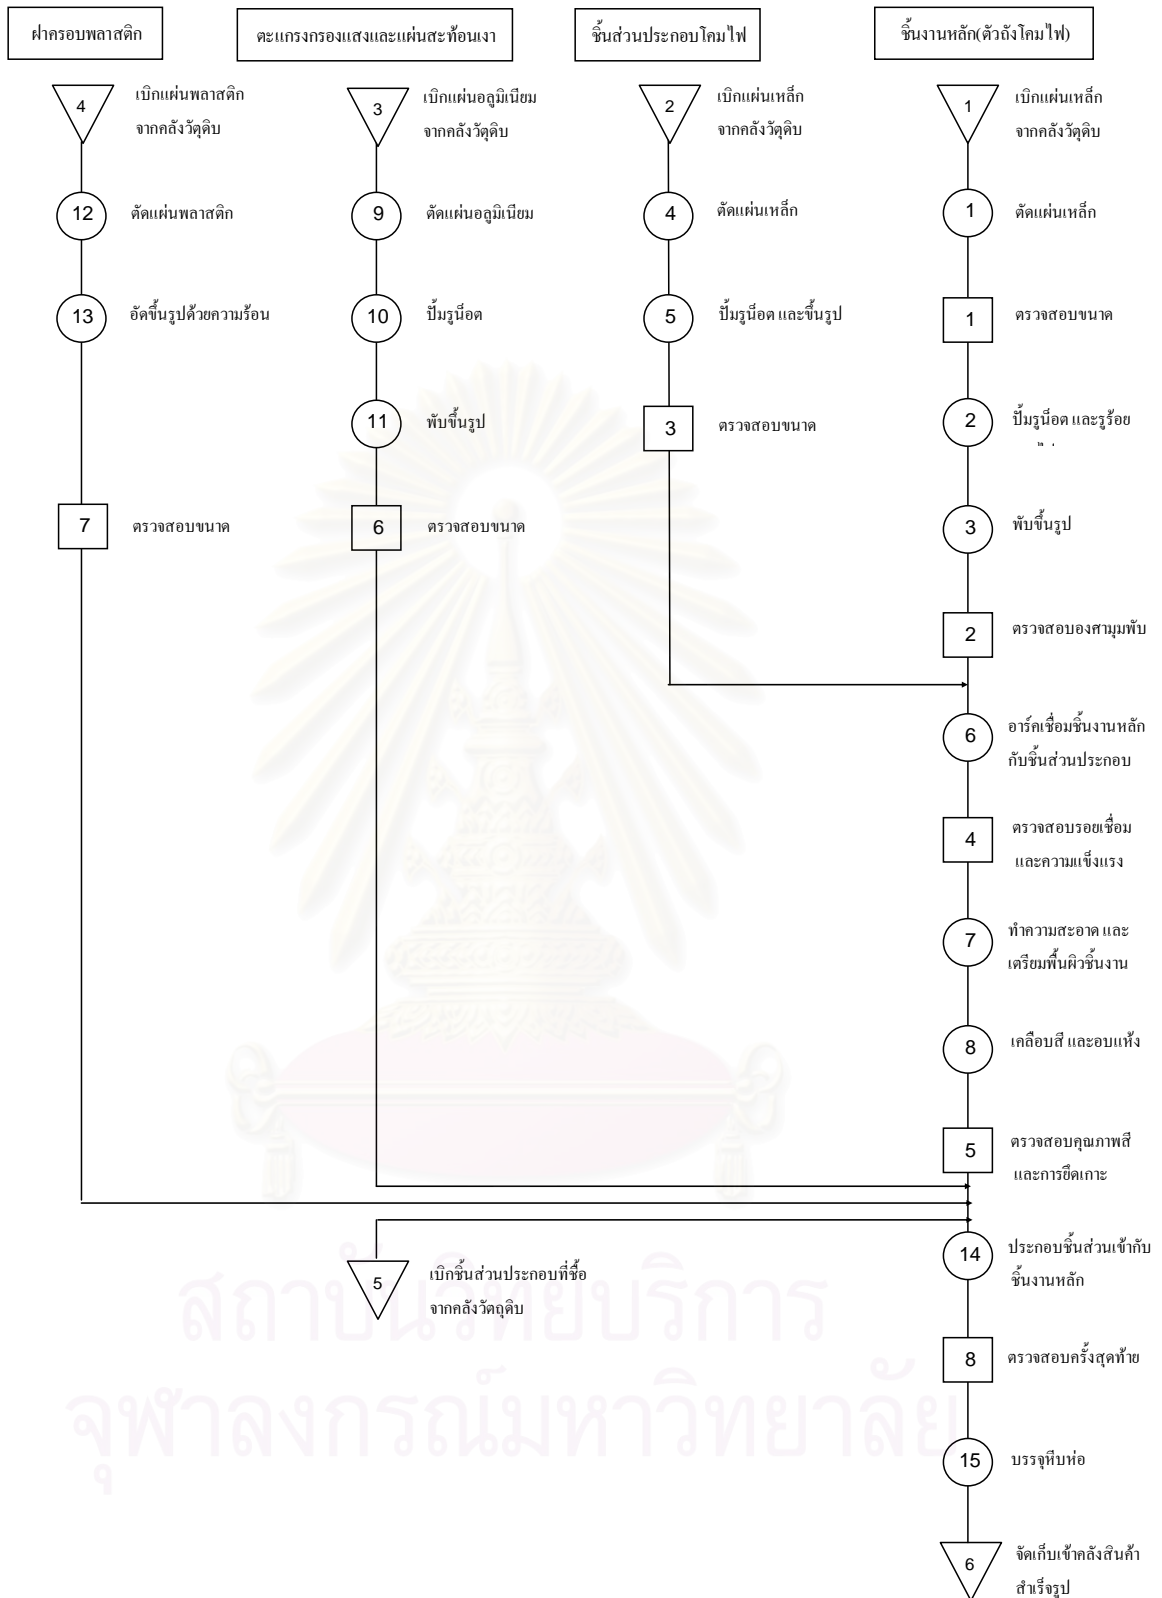 ฝาครอบพลาสติก
ตะแกรงกรองแสงและแผ่นสะท้อนเงา
ชิ้นส่วนประกอบโคมไฟ
ชิ้นงานหลัก(ตัวถังโคมไฟ)
4
เบิกแผ่นพลาสติก
จากคลังวัตุดิบ
3
เบิกแผ่นอลูมิเนียม
จากคลังวัตุดิบ
2
เบิกแผ่นเหล็ก
จากคลังวัตุดิบ
1
เบิกแผ่นเหล็ก
จากคลังวัตุดิบ
12
ตัดแผ่นพลาสติก
9
ตัดแผ่นอลูมิเนียม
4
ตัดแผ่นเหล็ก
1
ตัดแผ่นเหล็ก
13
อัดขึ้นรูปด้วยความร้อน
10
ปั้มรูน็อต
5
ปั้มรูน็อต และขึ้นรูป
1
ตรวจสอบขนาด
11
พับขึ้นรูป
3
ตรวจสอบขนาด
2
ปั้มรูน็อต และรูร้อย
7
ตรวจสอบขนาด
6
ตรวจสอบขนาด
3
พับขึ้นรูป
2
ตรวจสอบองศามุมพับ
6
อาร์คเชื่อมชิ้นงานหลัก
กับชิ้นส่วนประกอบ
4
ตรวจสอบรอยเชื่อม
และความแข็งแรง
7
ทำความสะอาด และ
เตรียมพื้นผิวชิ้นงาน
8
เคลือบสี และอบแห้ง
5
ตรวจสอบคุณภาพสี
และการยึดเกาะ
14
ประกอบชิ้นส่วนเข้ากับ
ชิ้นงานหลัก
5
เบิกชิ้นส่วนประกอบที่ซื้อ
จากคลังวัตถุดิบ
8
ตรวจสอบครั้งสุดท้าย
15
บรรจุหีบห่อ
6
จัดเก็บเข้าคลังสินค้า
สำเร็จรูป
สถาบันวิทยบริการ
จุฬาลงกรณ์มหาวิทยาลัย